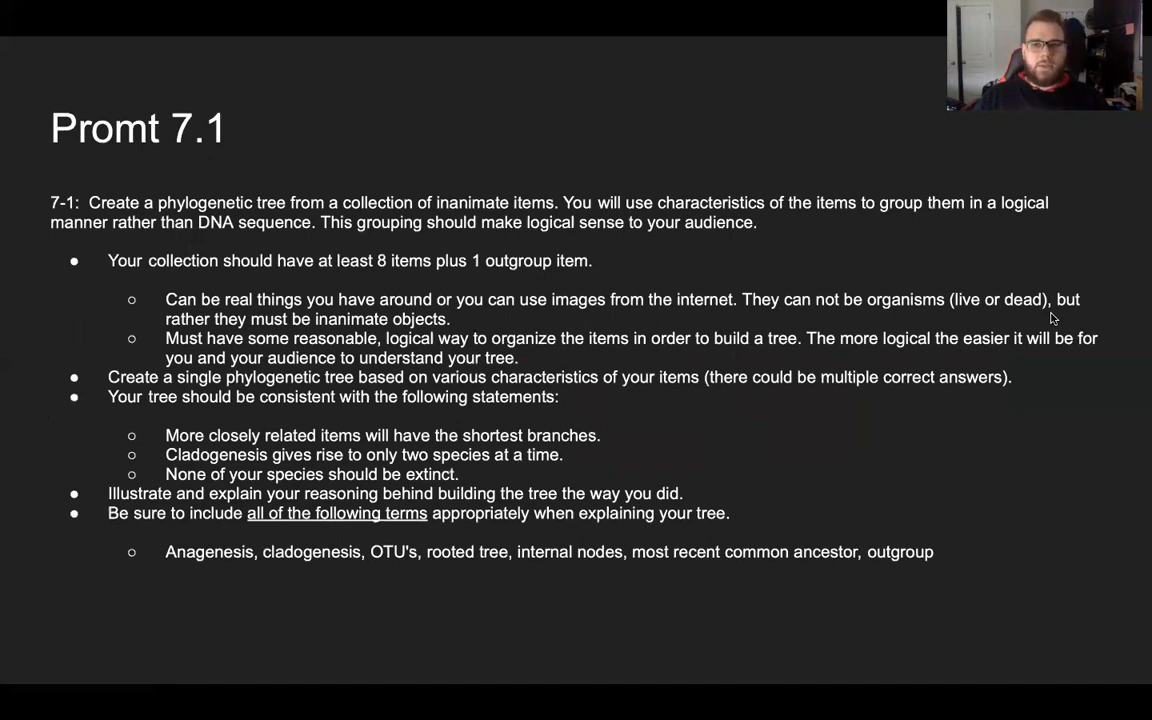 Promt 7.1
7-1:  Create a phylogenetic tree from a collection of inanimate items. You will use characteristics of the items to group them in a logical
manner rather than DNA sequence. This grouping should make logical sense to your audience.
● Your collection should have at least 8 items plus 1 outgroup item.
○ Can be real things you have around or you can use images from the internet. They can not be organisms (live or dead), but
rather they must be inanimate objects.
○ Must have some reasonable, logical way to organize the items in order to build a tree. The more logical the easier it will be for
you and your audience to understand your tree.
● Create a single phylogenetic tree based on various characteristics of your items (there could be multiple correct answers).
● Your tree should be consistent with the following statements:
○ More closely related items will have the shortest branches.
○ Cladogenesis gives rise to only two species at a time.
○ None of your species should be extinct.
● Illustrate and explain your reasoning behind building the tree the way you did.
● Be sure to include all of the following terms appropriately when explaining your tree.
○ Anagenesis, cladogenesis, OTU's, rooted tree, internal nodes, most recent common ancestor, outgroup